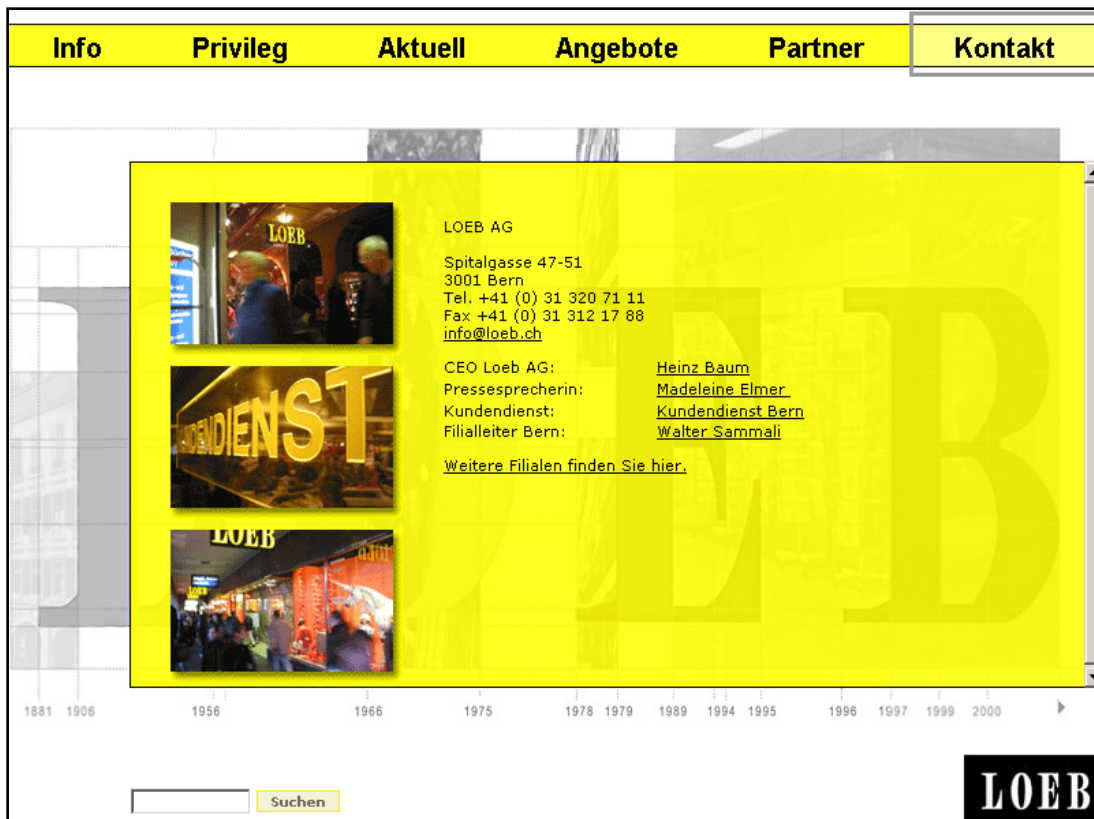 Info Privileg Aktuell Angebote Partner Kontakt
LOEB
KUNDENDIENST
LOEB
LOEB
LOEB AG
Spitalgasse 47-51
3001 Bern
Tel. +41 (0) 31 320 71 11
Fax +41 (0) 31 312 17 88
info@loeb.ch
CEO Loeb AG: Heinz Baum
Pressesprecherin: Madeleine Elmer
Kundendienst: Kundendienst Bern
Filialleiter Bern: Walter Sammali
Weitere Filialen finden Sie hier.
LOEB
1881 1906 1956 1966 1975 1978 1979 1989 1994 1995 1996 1997 1999 2000
Suchen
LOEB